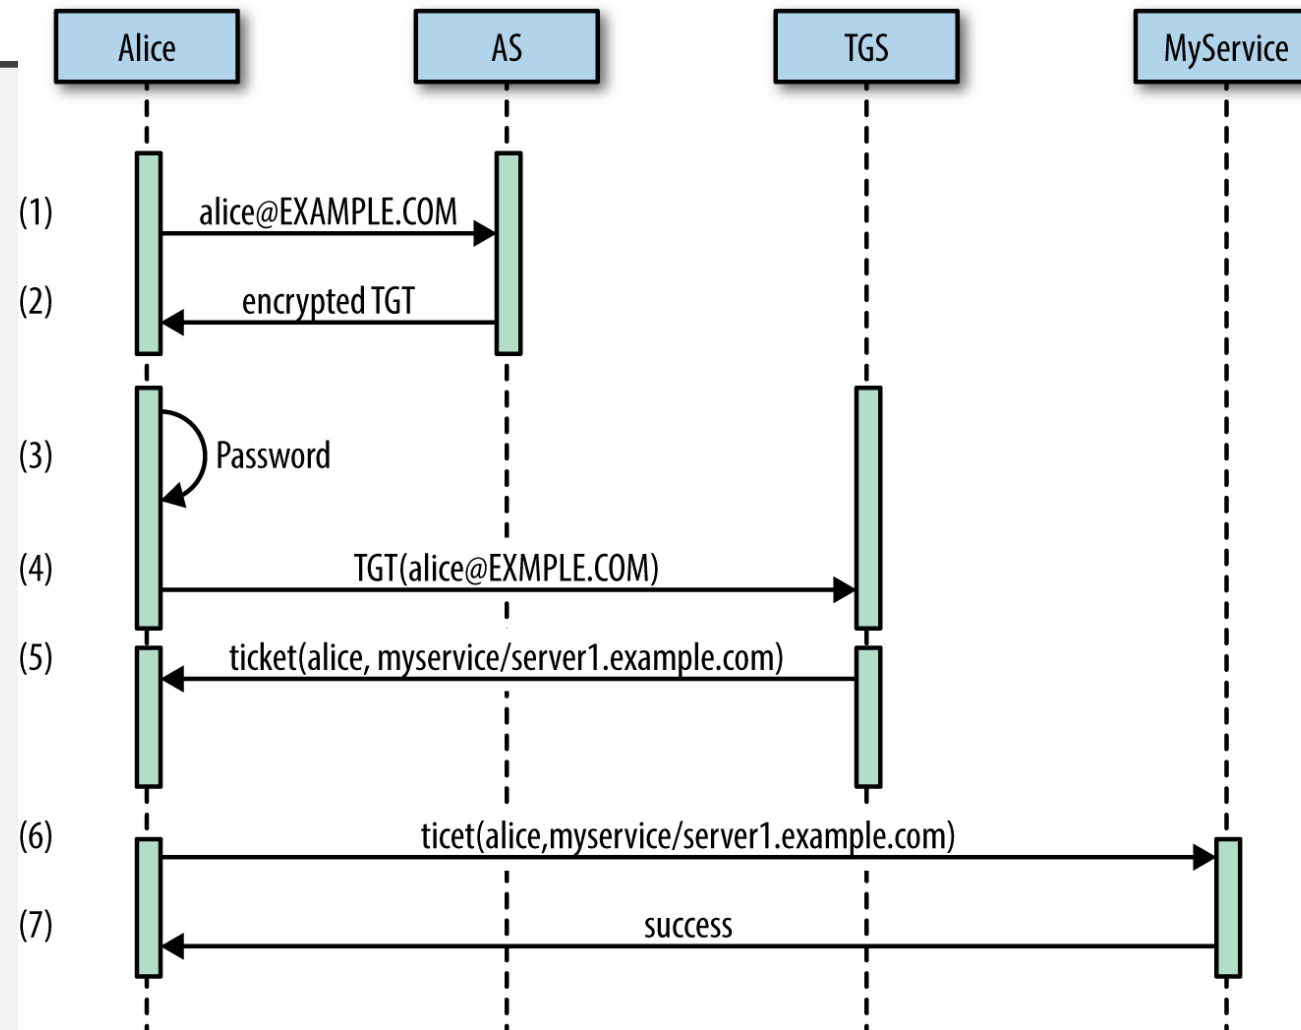 Alice
AS
TGS
MyService
(1)
alice@EXAMPLE.COM
(2)
encrypted TGT
(3)
Password
(4)
TGT(alice@EXMPLE.COM)
(5)
ticket(alice, myservice/server1.example.com)
(6)
ticet(alice,myservice/server1.example.com)
(7)
success